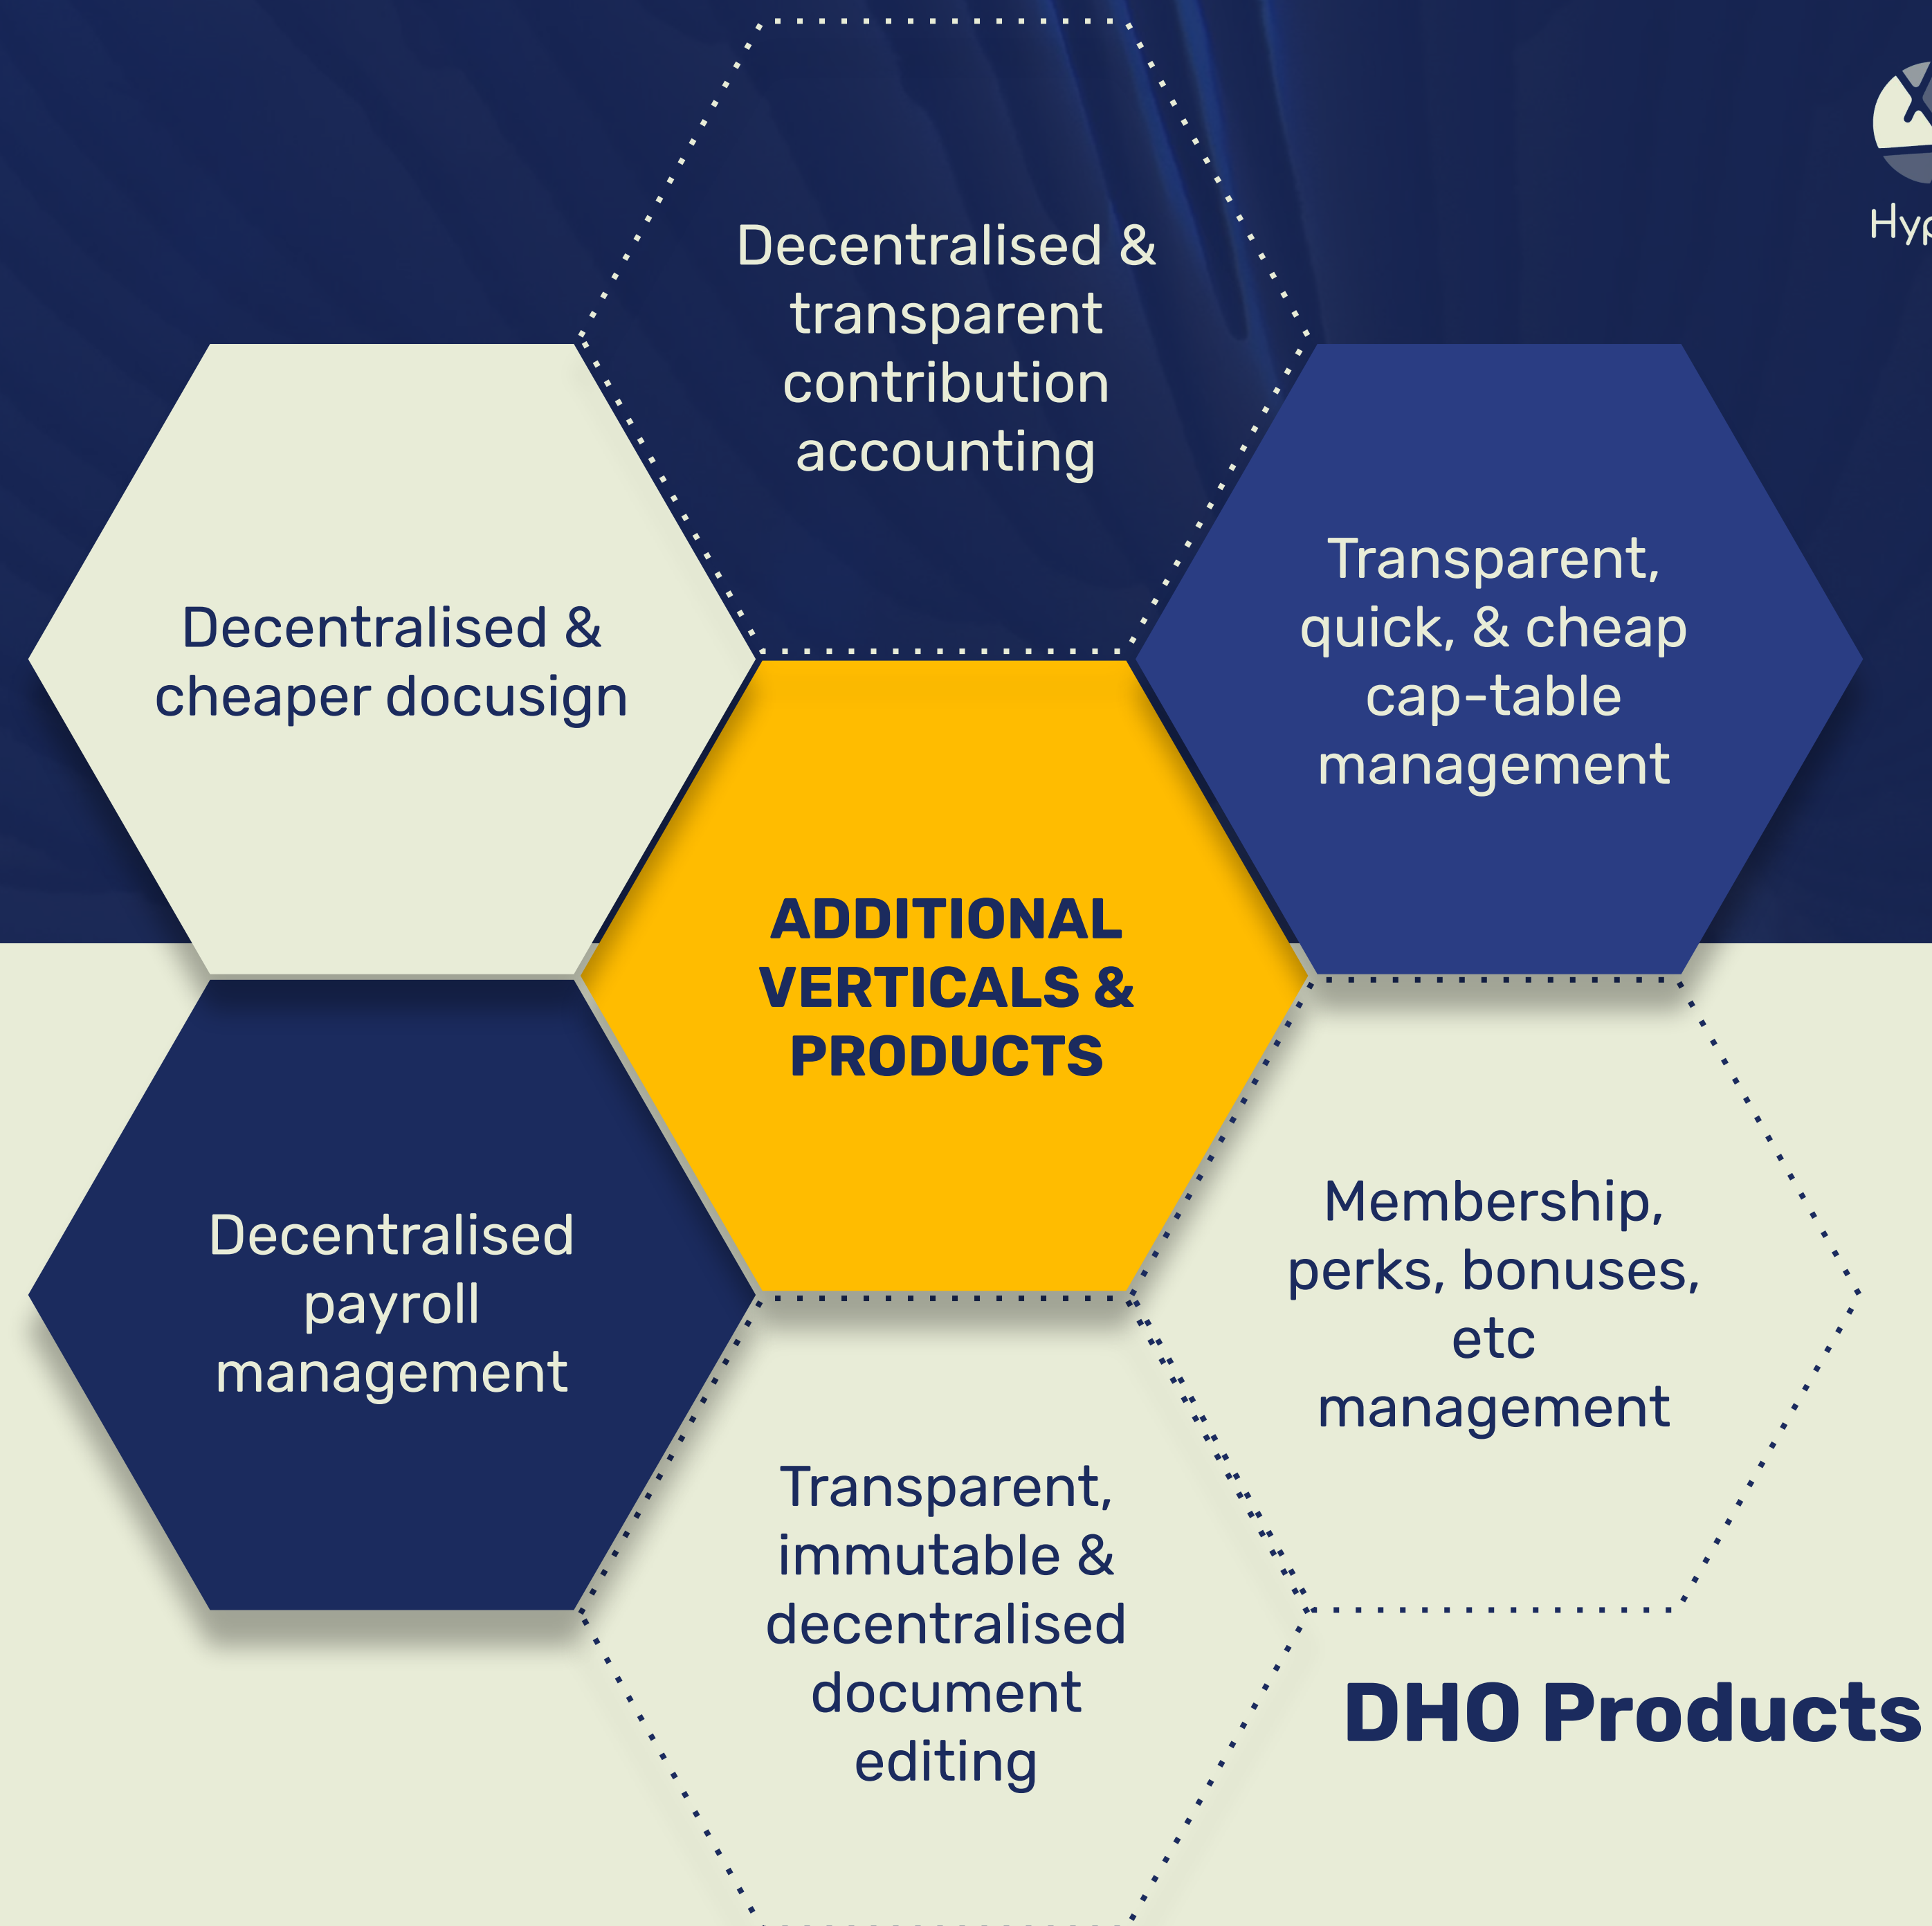 Decentralised &
transparent
contribution
accounting
Decentralised &
cheaper docusign
Transparent,
quick, & cheap
cap-table
management
ADDITIONAL
VERTICALS &
PRODUCTS
Decentralised
payroll
management
Membership,
perks, bonuses,
etc
management
Transparent,
immutable &
decentralised
document
editing
DHO Products